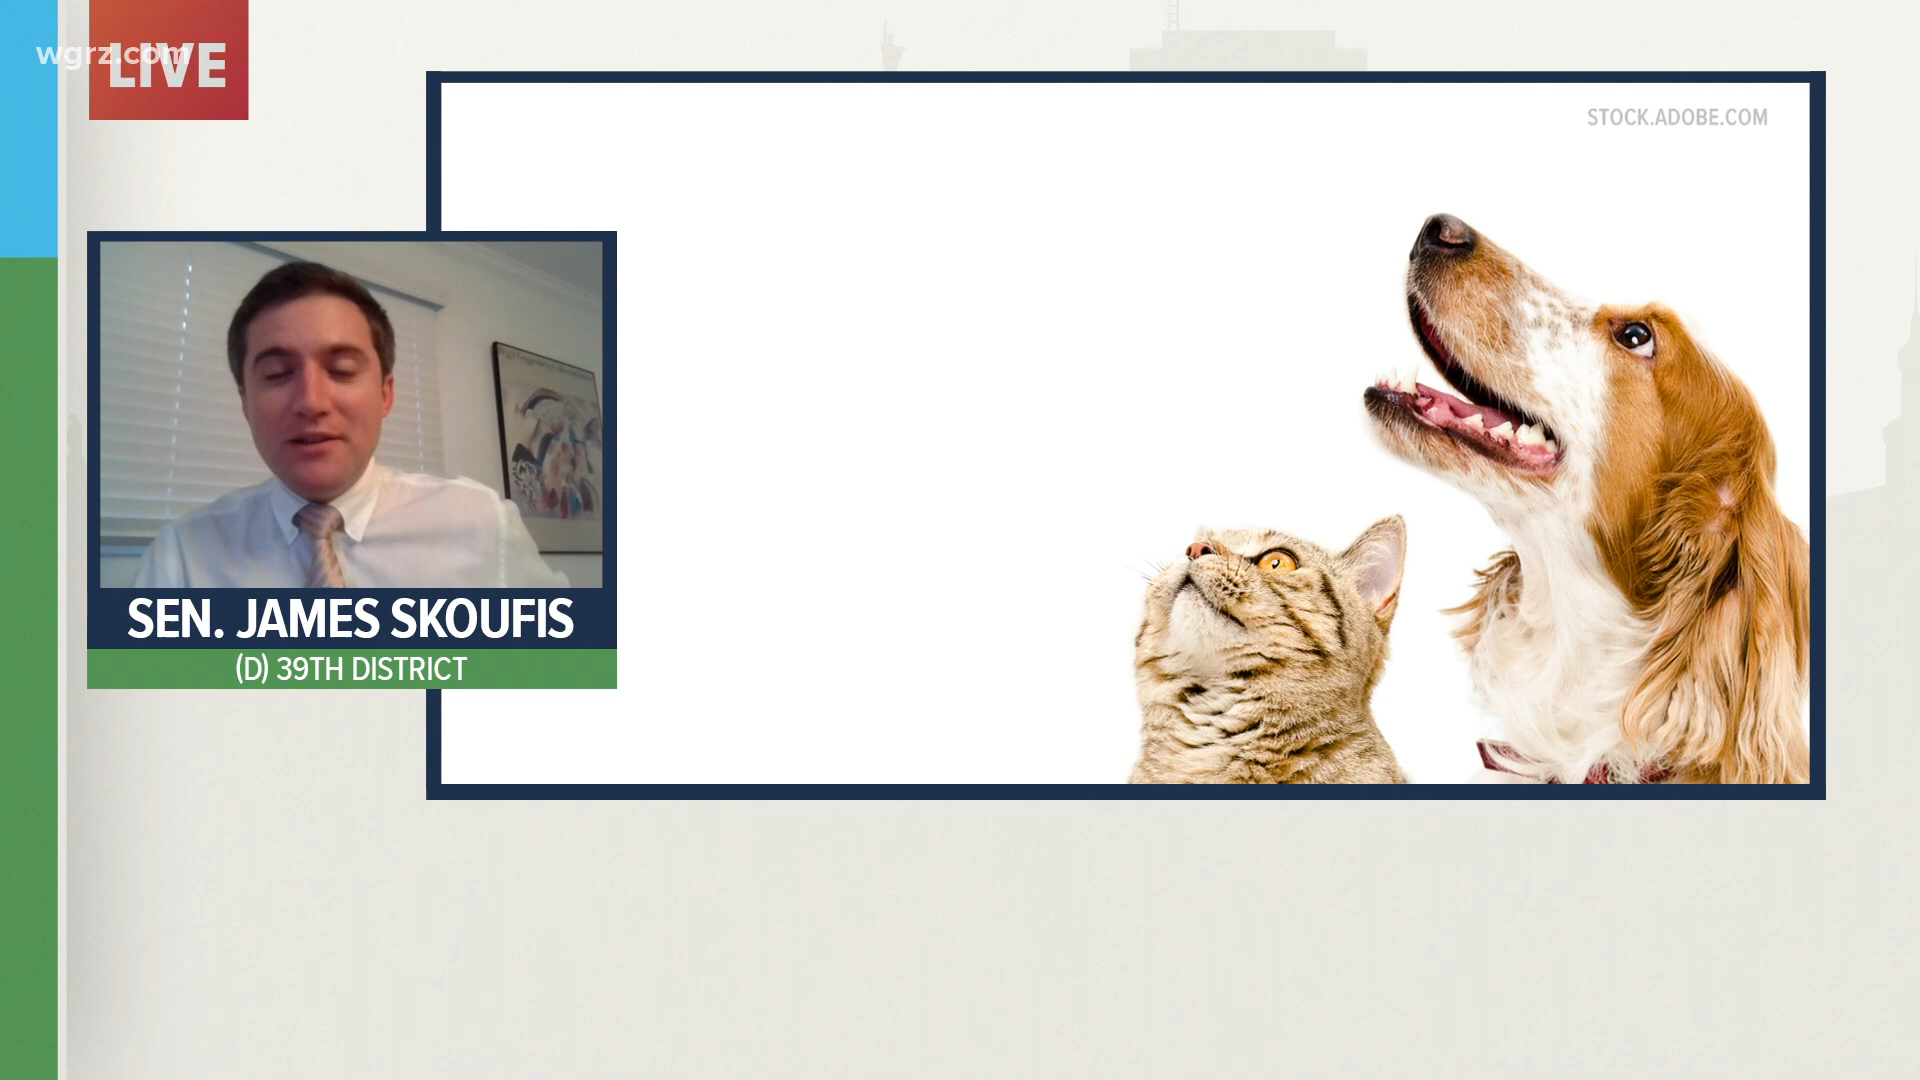 wgrz.com
LIVE
STOCK.ADOBE.COM
SEN. JAMES SKOUFIS
(D) 39TH DISTRICT